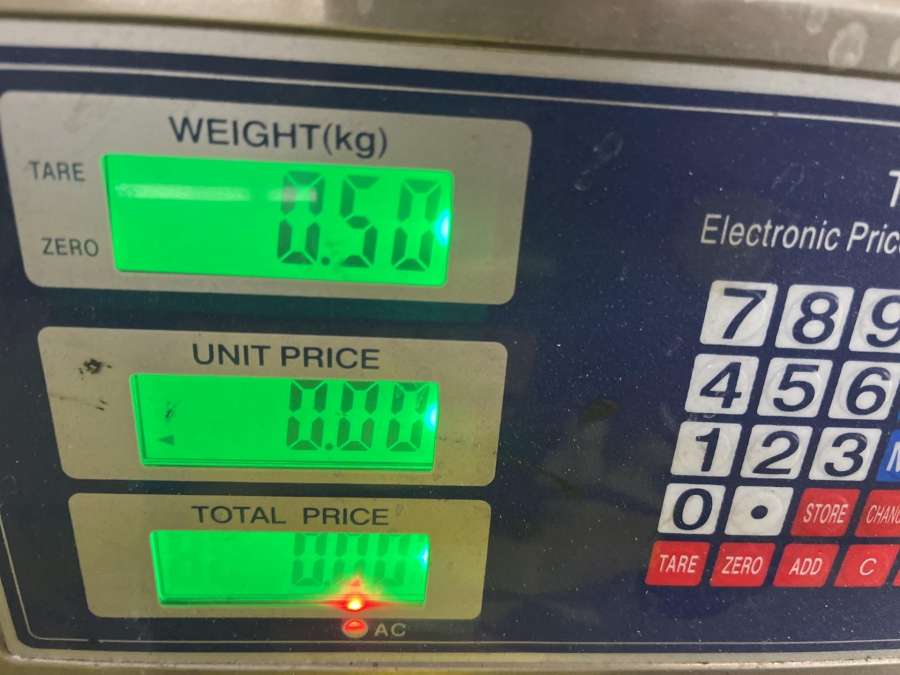 WEIGHT(kg)
TARE
0.50
ZERO
Electronic
UNIT PRICE
0.00
7 8 9
4 5 6
1 2 3
0 •
STORE
TOTAL PRICE
0.00
TARE ZERO ADD C
AC